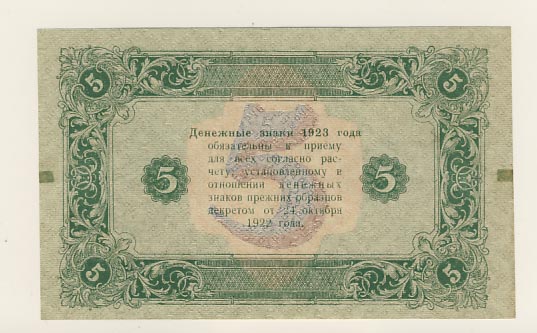 5 5
Денежные знаки 1923 года
обязательны к приему
для всех согласно рас-
5 чету, установленному в 5
отношении денежных
знаков прежних образцов
декретом от 24 октября
1922 года.
5
5 5